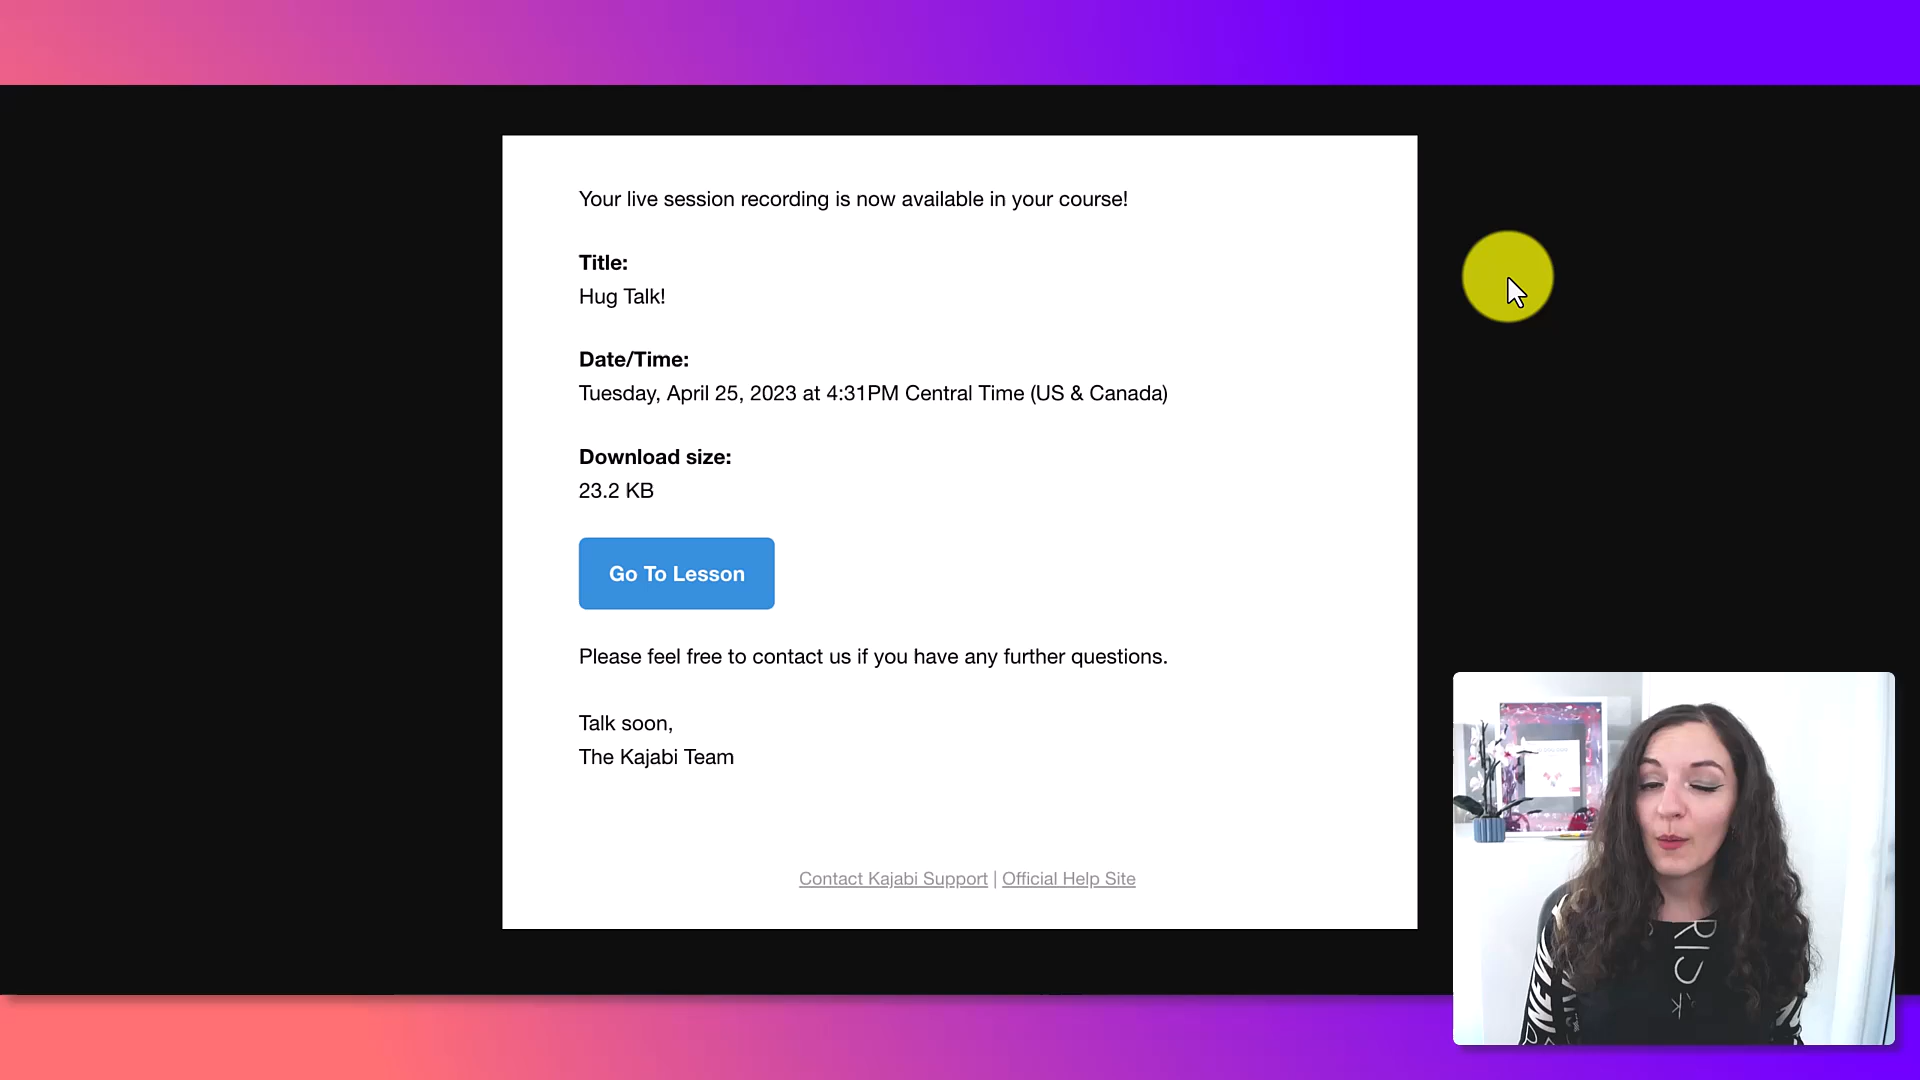 Your live session recording is now available in your course!
Title:
Hug Talk!
Date/Time:
Tuesday, April 25, 2023 at 4:31PM Central Time (US & Canada)
Download size:
23.2 KB
Go To Lesson
Please feel free to contact us if you have any further questions.
Talk soon,
The Kajabi Team
Contact Kajabi Support | Official Help Site
NEW